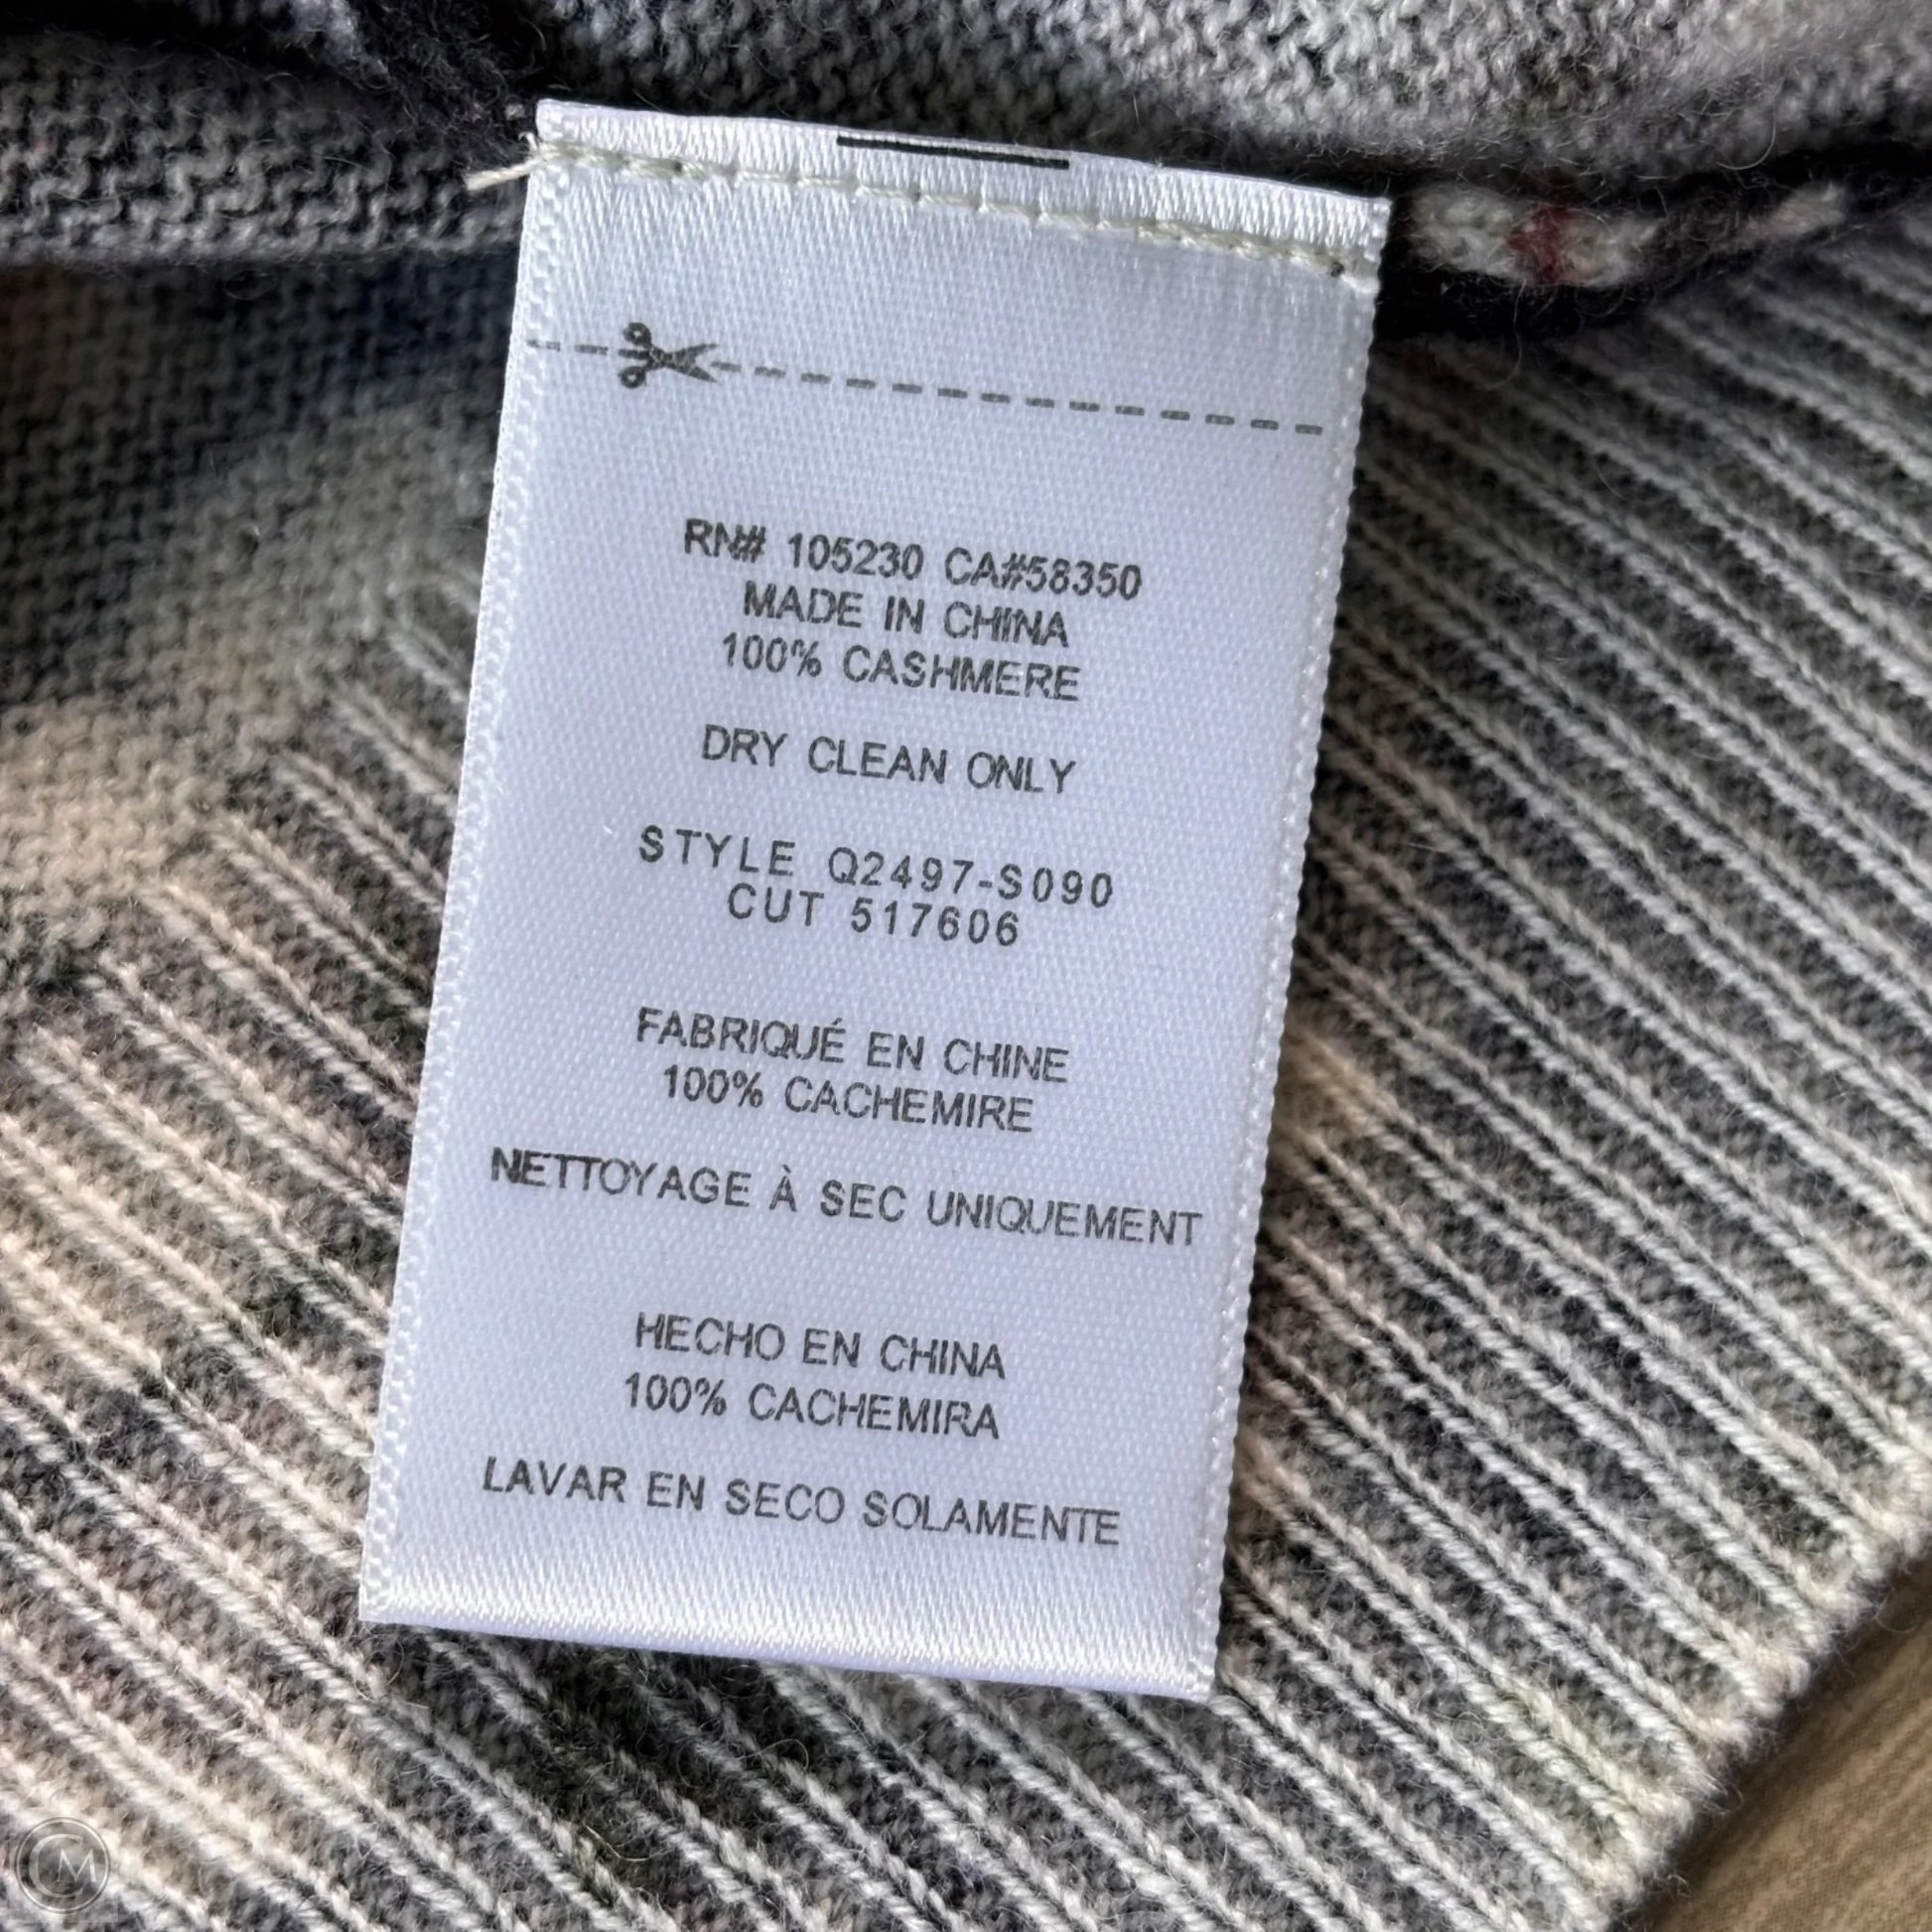 RN# 105230 CA#58350
MADE IN CHINA
100% CASHMERE
DRY CLEAN ONLY
STYLE Q2497-S090
CUT 517606
FABRIQUÉ EN CHINE
100% CACHEMIRE
NETTOYAGE À SEC UNIQUEMENT
HECHO EN CHINA
100% CACHEMIRA
LAVAR EN SECO SOLAMENTE
CM